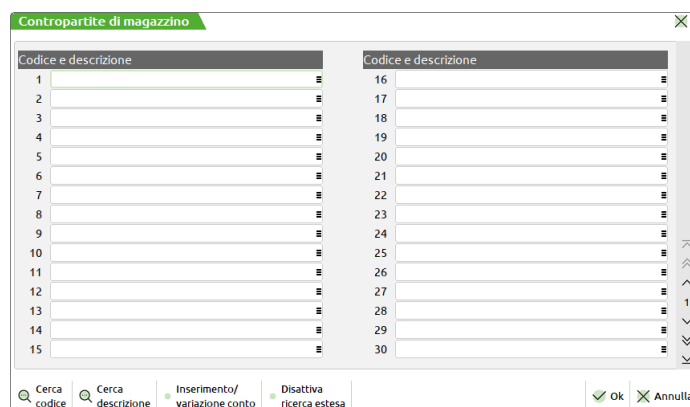 Contropartite di magazzino
Codice e descrizione
1
2
3
4
5
6
7
8
9
10
11
12
13
14
15
Codice e descrizione
16
17
18
19
20
21
22
23
24
25
26
27
28
29
30
1
Cerca
codice
Cerca
descrizione
Inserimento/
variazione conto
Disattiva
ricerca estesa
Ok
Annulla